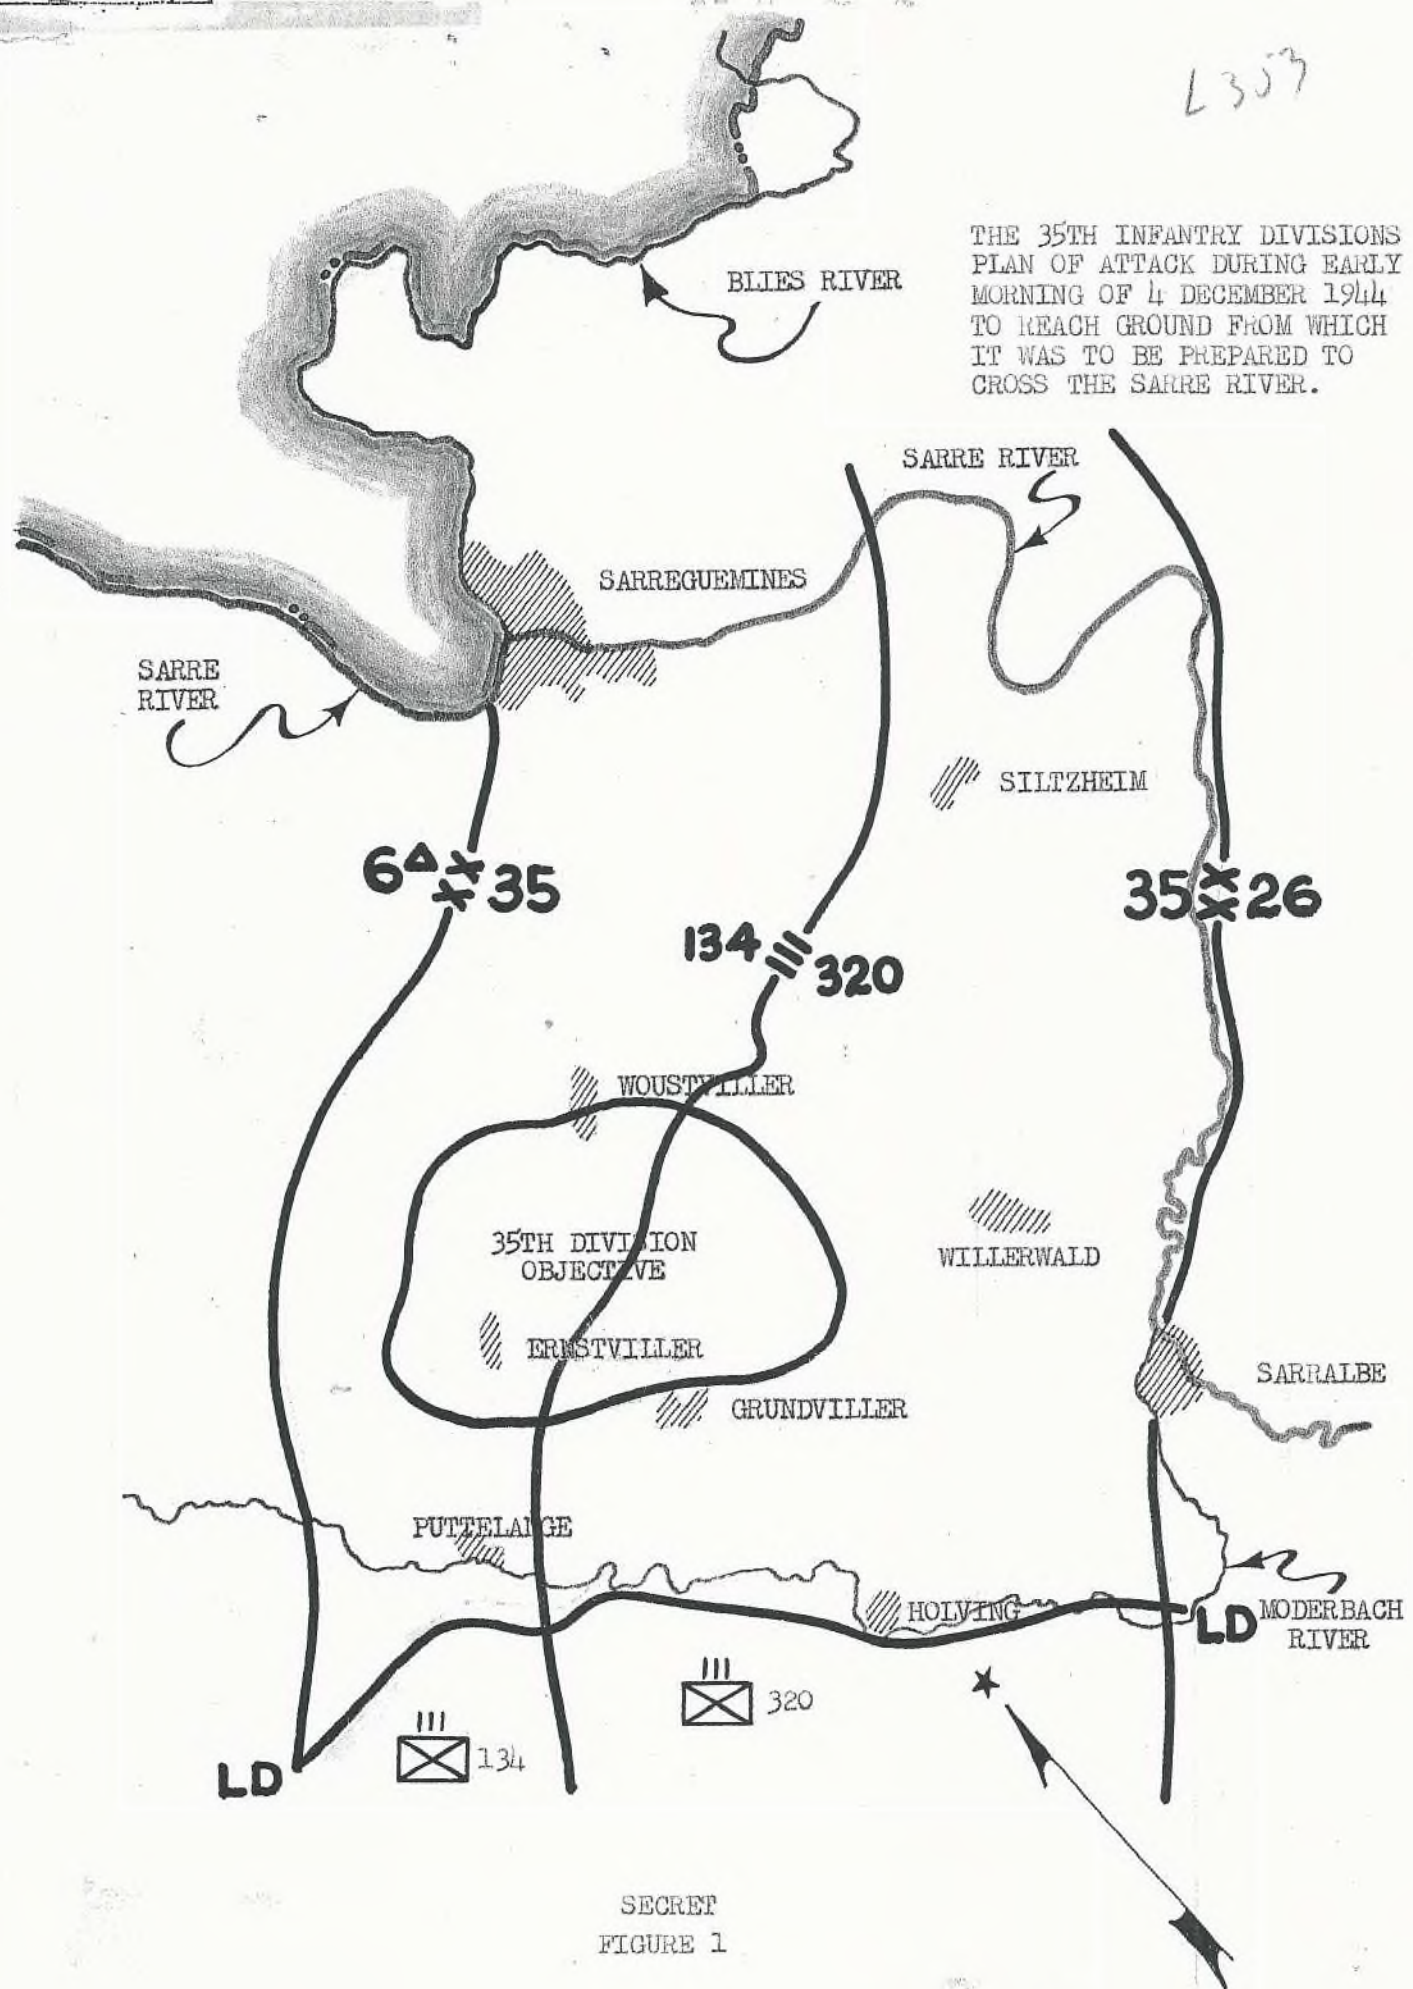 L353
THE 35TH INFANTRY DIVISIONS
PLAN OF ATTACK DURING EARLY
MORNING OF 4 DECEMBER 1944
TO REACH GROUND FROM WHICH
IT WAS TO BE PREPARED TO
CROSS THE SARRE RIVER.
BLIES RIVER
SARRE RIVER
SARREGUEMINES
SARRE
RIVER
SILTZHEIM
6 35
35 26
134
320
WOUSTVILLER
35TH DIVISION
OBJECTIVE
WILLERWALD
ERNSTVILLER
SARRALBE
GRUNDVILLER
PUTTELANGE
HOLVING
LD
MODERBACH
RIVER
320
134
LD
SECRET
FIGURE 1